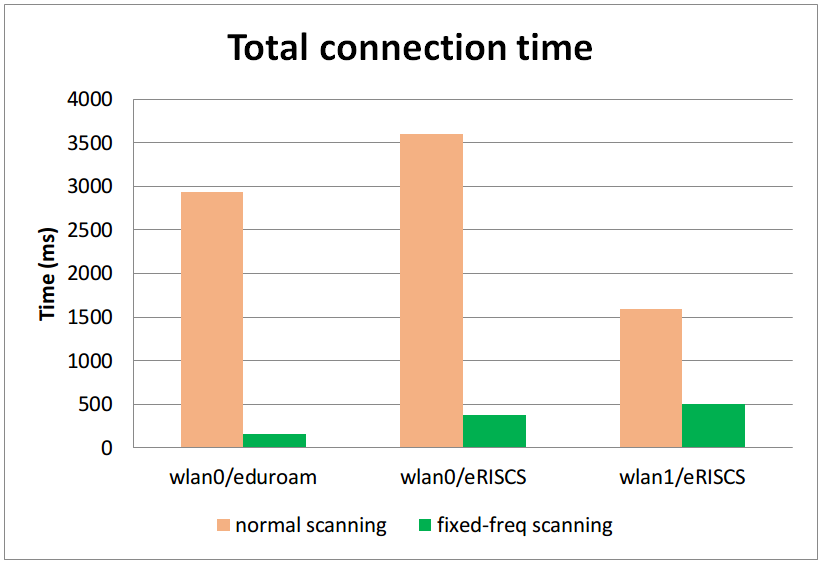 Total connection time
4000
3500
3000
2500
2000
1500
1000
500
0
Time (ms)
wlan0/eduroam wlan0/eRISCS wlan1/eRISCS
normal scanning fixed-freq scanning